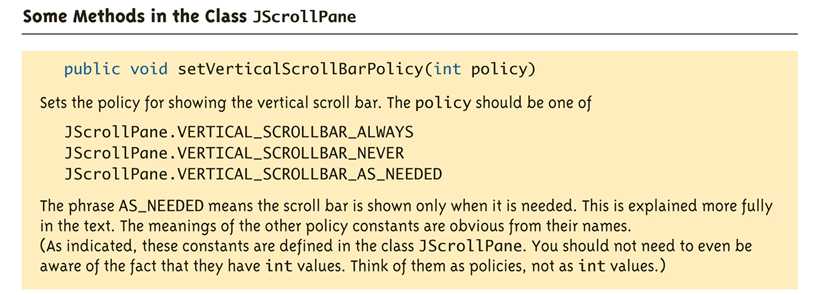 Some Methods in the Class JScrollPane
public void setVerticalScrollBarPolicy(int policy)
Sets the policy for showing the vertical scroll bar. The policy should be one of
JScrollPane.VERTICAL_SCROLLBAR_ALWAYS
JScrollPane.VERTICAL_SCROLLBAR_NEVER
JScrollPane.VERTICAL_SCROLLBAR_AS_NEEDED
The phrase AS_NEEDED means the scroll bar is shown only when it is needed. This is explained more fully
in the text. The meanings of the other policy constants are obvious from their names.
(As indicated, these constants are defined in the class JScrollPane. You should not need to even be
aware of the fact that they have int values. Think of them as policies, not as int values.)